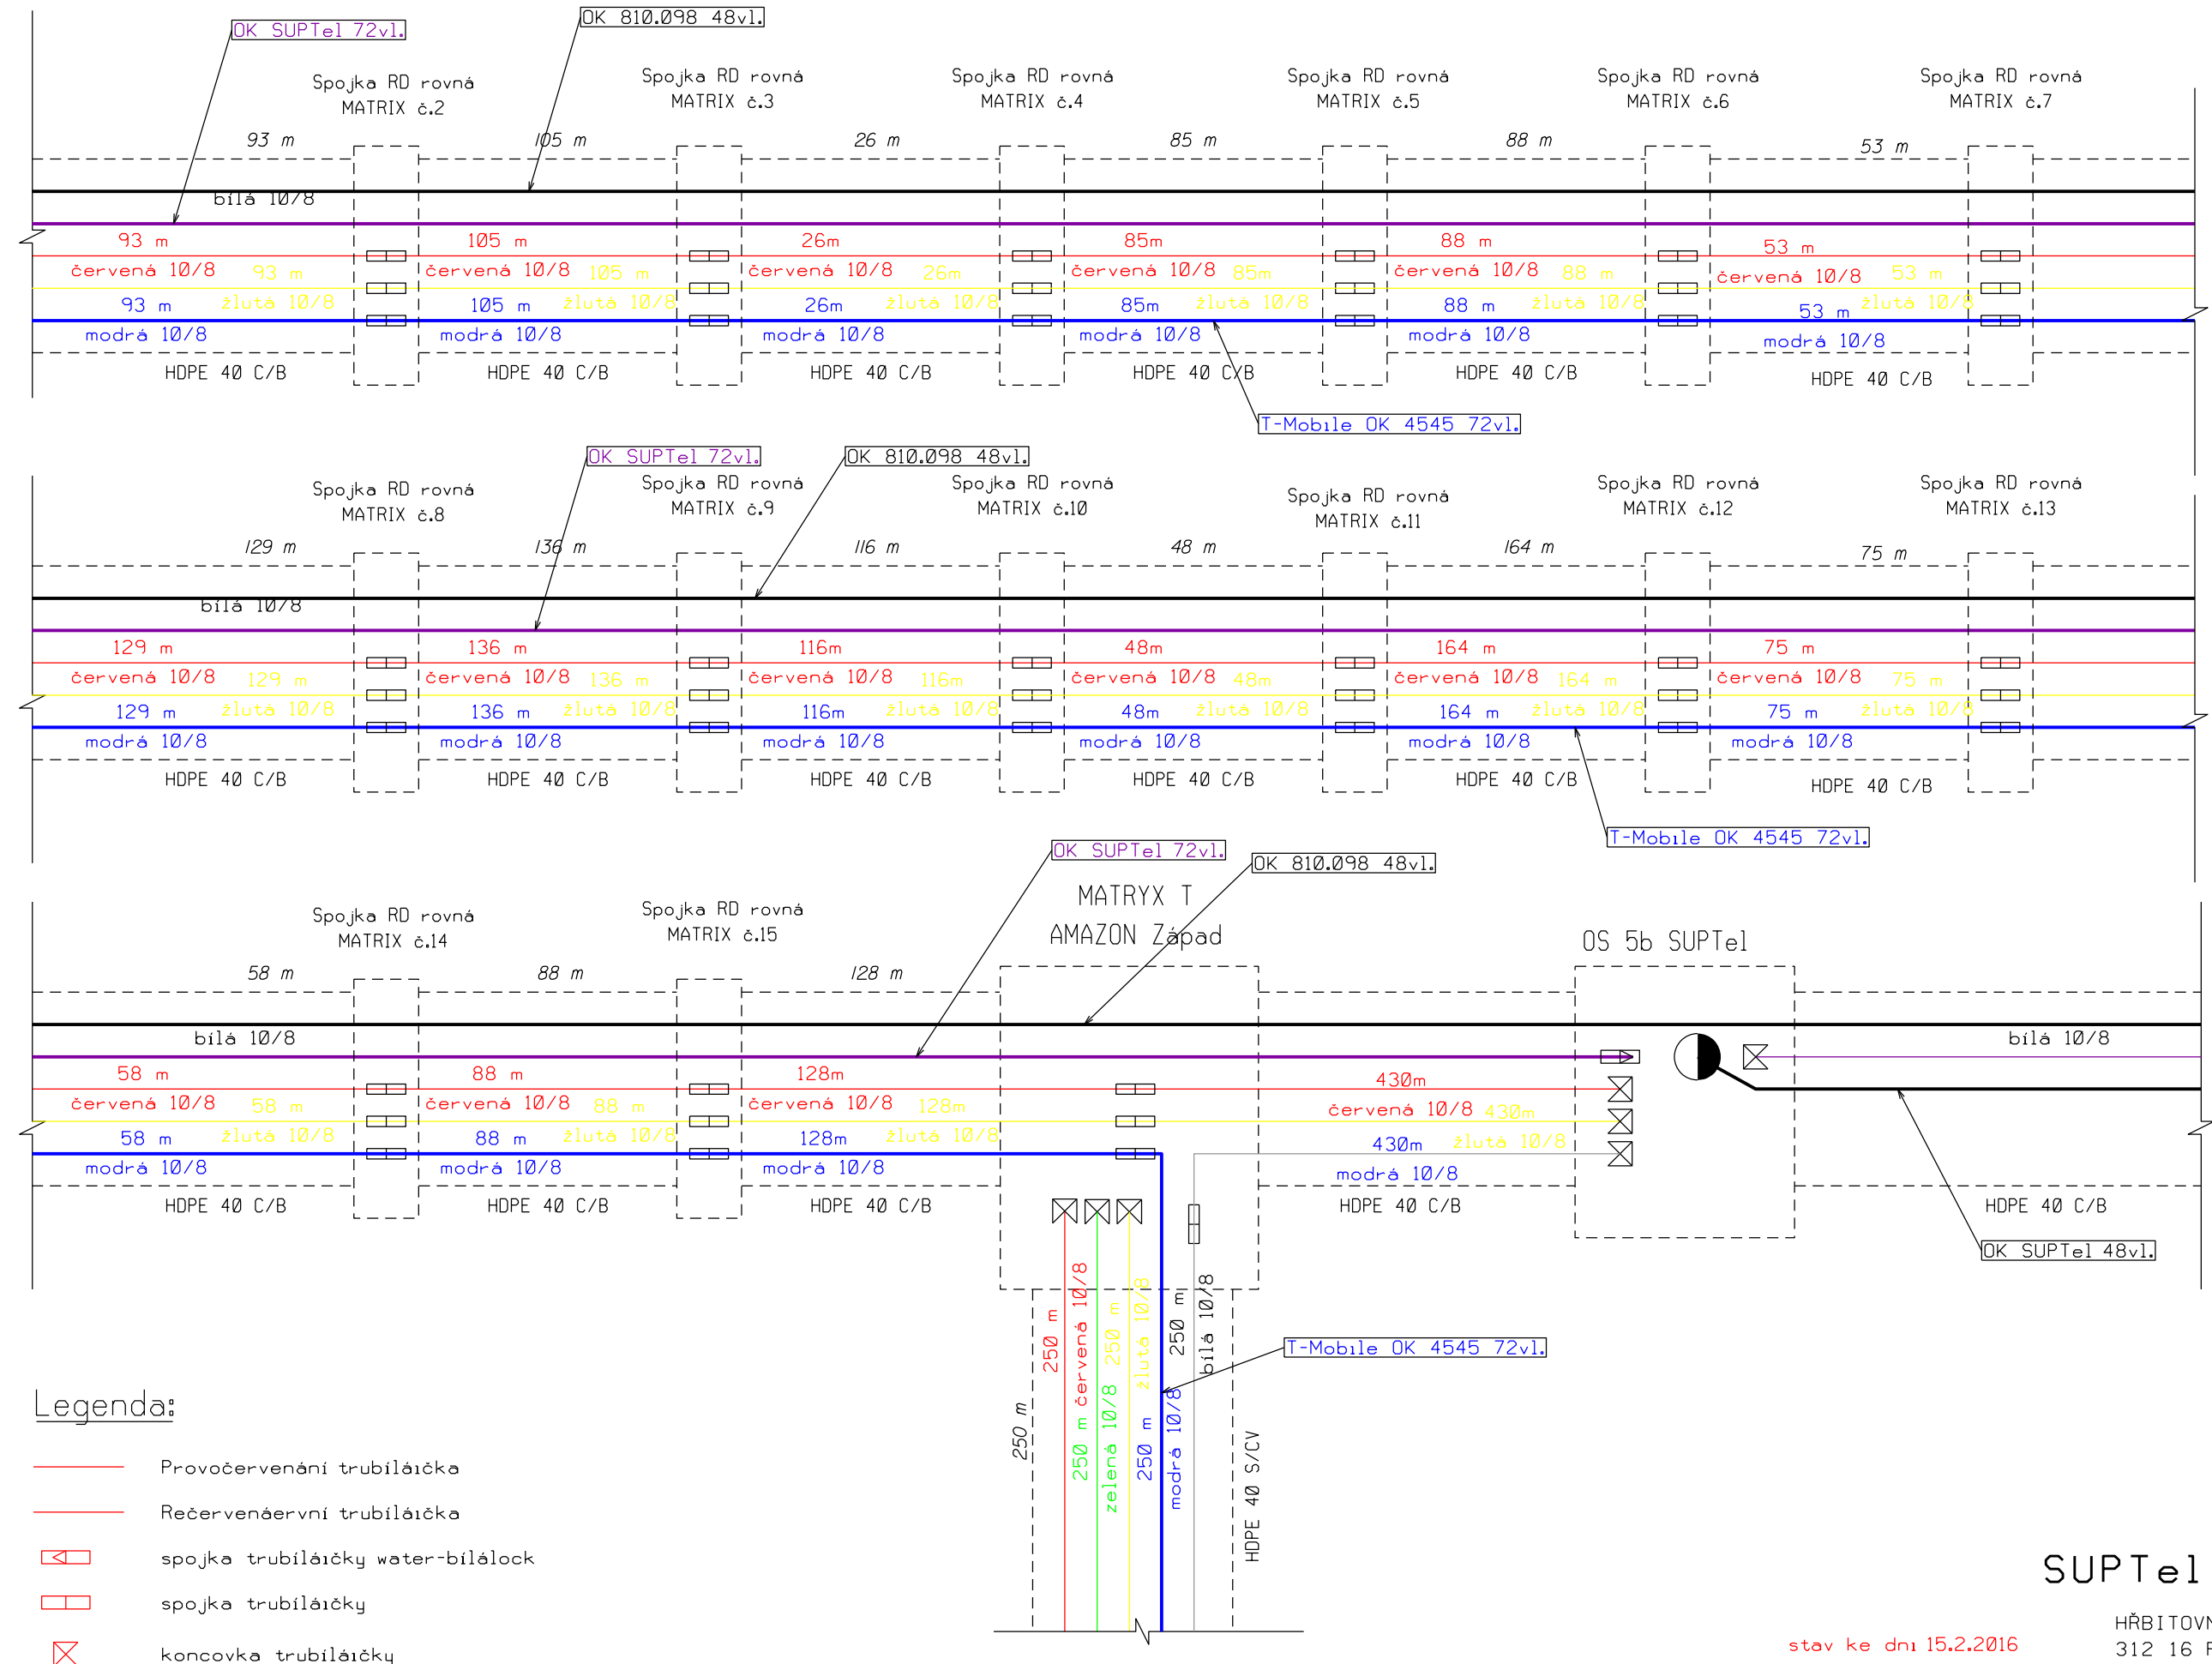 OK SUPTel 72vl.
OK 810.098 48vl.
Spojka RD rovná
MATRIX č.2
Spojka RD rovná
MATRIX č.3
Spojka RD rovná
MATRIX č.4
Spojka RD rovná
MATRIX č.5
Spojka RD rovná
MATRIX č.6
Spojka RD rovná
MATRIX č.7
93 m
105 m
26 m
85 m
88 m
53 m
bílá 10/8
93 m
105 m
26m
85m
88 m
53 m
červená 10/8
93 m
červená 10/8
105 m
červená 10/8
26m
červená 10/8
85m
červená 10/8
88 m
červená 10/8
53 m
93 m
žlutá 10/8
105 m
žlutá 10/8
26m
žlutá 10/8
85m
žlutá 10/8
88 m
žlutá 10/8
53 m
žlutá 10/8
modrá 10/8
modrá 10/8
modrá 10/8
modrá 10/8
modrá 10/8
modrá 10/8
HDPE 40 C/B
HDPE 40 C/B
HDPE 40 C/B
HDPE 40 C/B
HDPE 40 C/B
HDPE 40 C/B
T-Mobile OK 4545 72vl.
OK SUPTel 72vl.
OK 810.098 48vl.
Spojka RD rovná
MATRIX č.8
Spojka RD rovná
MATRIX č.9
Spojka RD rovná
MATRIX č.10
Spojka RD rovná
MATRIX č.11
Spojka RD rovná
MATRIX č.12
Spojka RD rovná
MATRIX č.13
129 m
136 m
116 m
48 m
164 m
75 m
bílá 10/8
129 m
136 m
116m
48m
164 m
75 m
červená 10/8
129 m
červená 10/8
136 m
červená 10/8
116m
červená 10/8
48m
červená 10/8
164 m
červená 10/8
75 m
129 m
žlutá 10/8
136 m
žlutá 10/8
116m
žlutá 10/8
48m
žlutá 10/8
164 m
žlutá 10/8
75 m
žlutá 10/8
modrá 10/8
modrá 10/8
modrá 10/8
modrá 10/8
modrá 10/8
modrá 10/8
HDPE 40 C/B
HDPE 40 C/B
HDPE 40 C/B
HDPE 40 C/B
HDPE 40 C/B
HDPE 40 C/B
T-Mobile OK 4545 72vl.
OK SUPTel 72vl.
OK 810.098 48vl.
Spojka RD rovná
MATRIX č.14
Spojka RD rovná
MATRIX č.15
MATRYX T
AMAZON Západ
OS 5b SUPTel
58 m
88 m
128 m
bílá 10/8
bílá 10/8
58 m
88 m
128m
430m
červená 10/8
58 m
červená 10/8
88 m
červená 10/8
128m
červená 10/8
430m
58 m
žlutá 10/8
88 m
žlutá 10/8
128m
žlutá 10/8
430m
žlutá 10/8
modrá 10/8
modrá 10/8
modrá 10/8
modrá 10/8
HDPE 40 C/B
HDPE 40 C/B
HDPE 40 C/B
HDPE 40 C/B
HDPE 40 C/B
OK SUPTel 48vl.
250 m
250 m
červená 10/8
250 m
zelená 10/8
250 m
žlutá 10/8
250 m
modrá 10/8
250 m
bílá 10/8
HDPE 40 S/CV
T-Mobile OK 4545 72vl.
Legenda:
Provočervenání trubíláıčka
Rečervenáervní trubíláıčka
spojka trubíláıčky water-bílálock
spojka trubíláıčky
koncovka trubíláıčky
SUPTel
HŘBITOVN
312 16
stav ke dni 15.2.2016